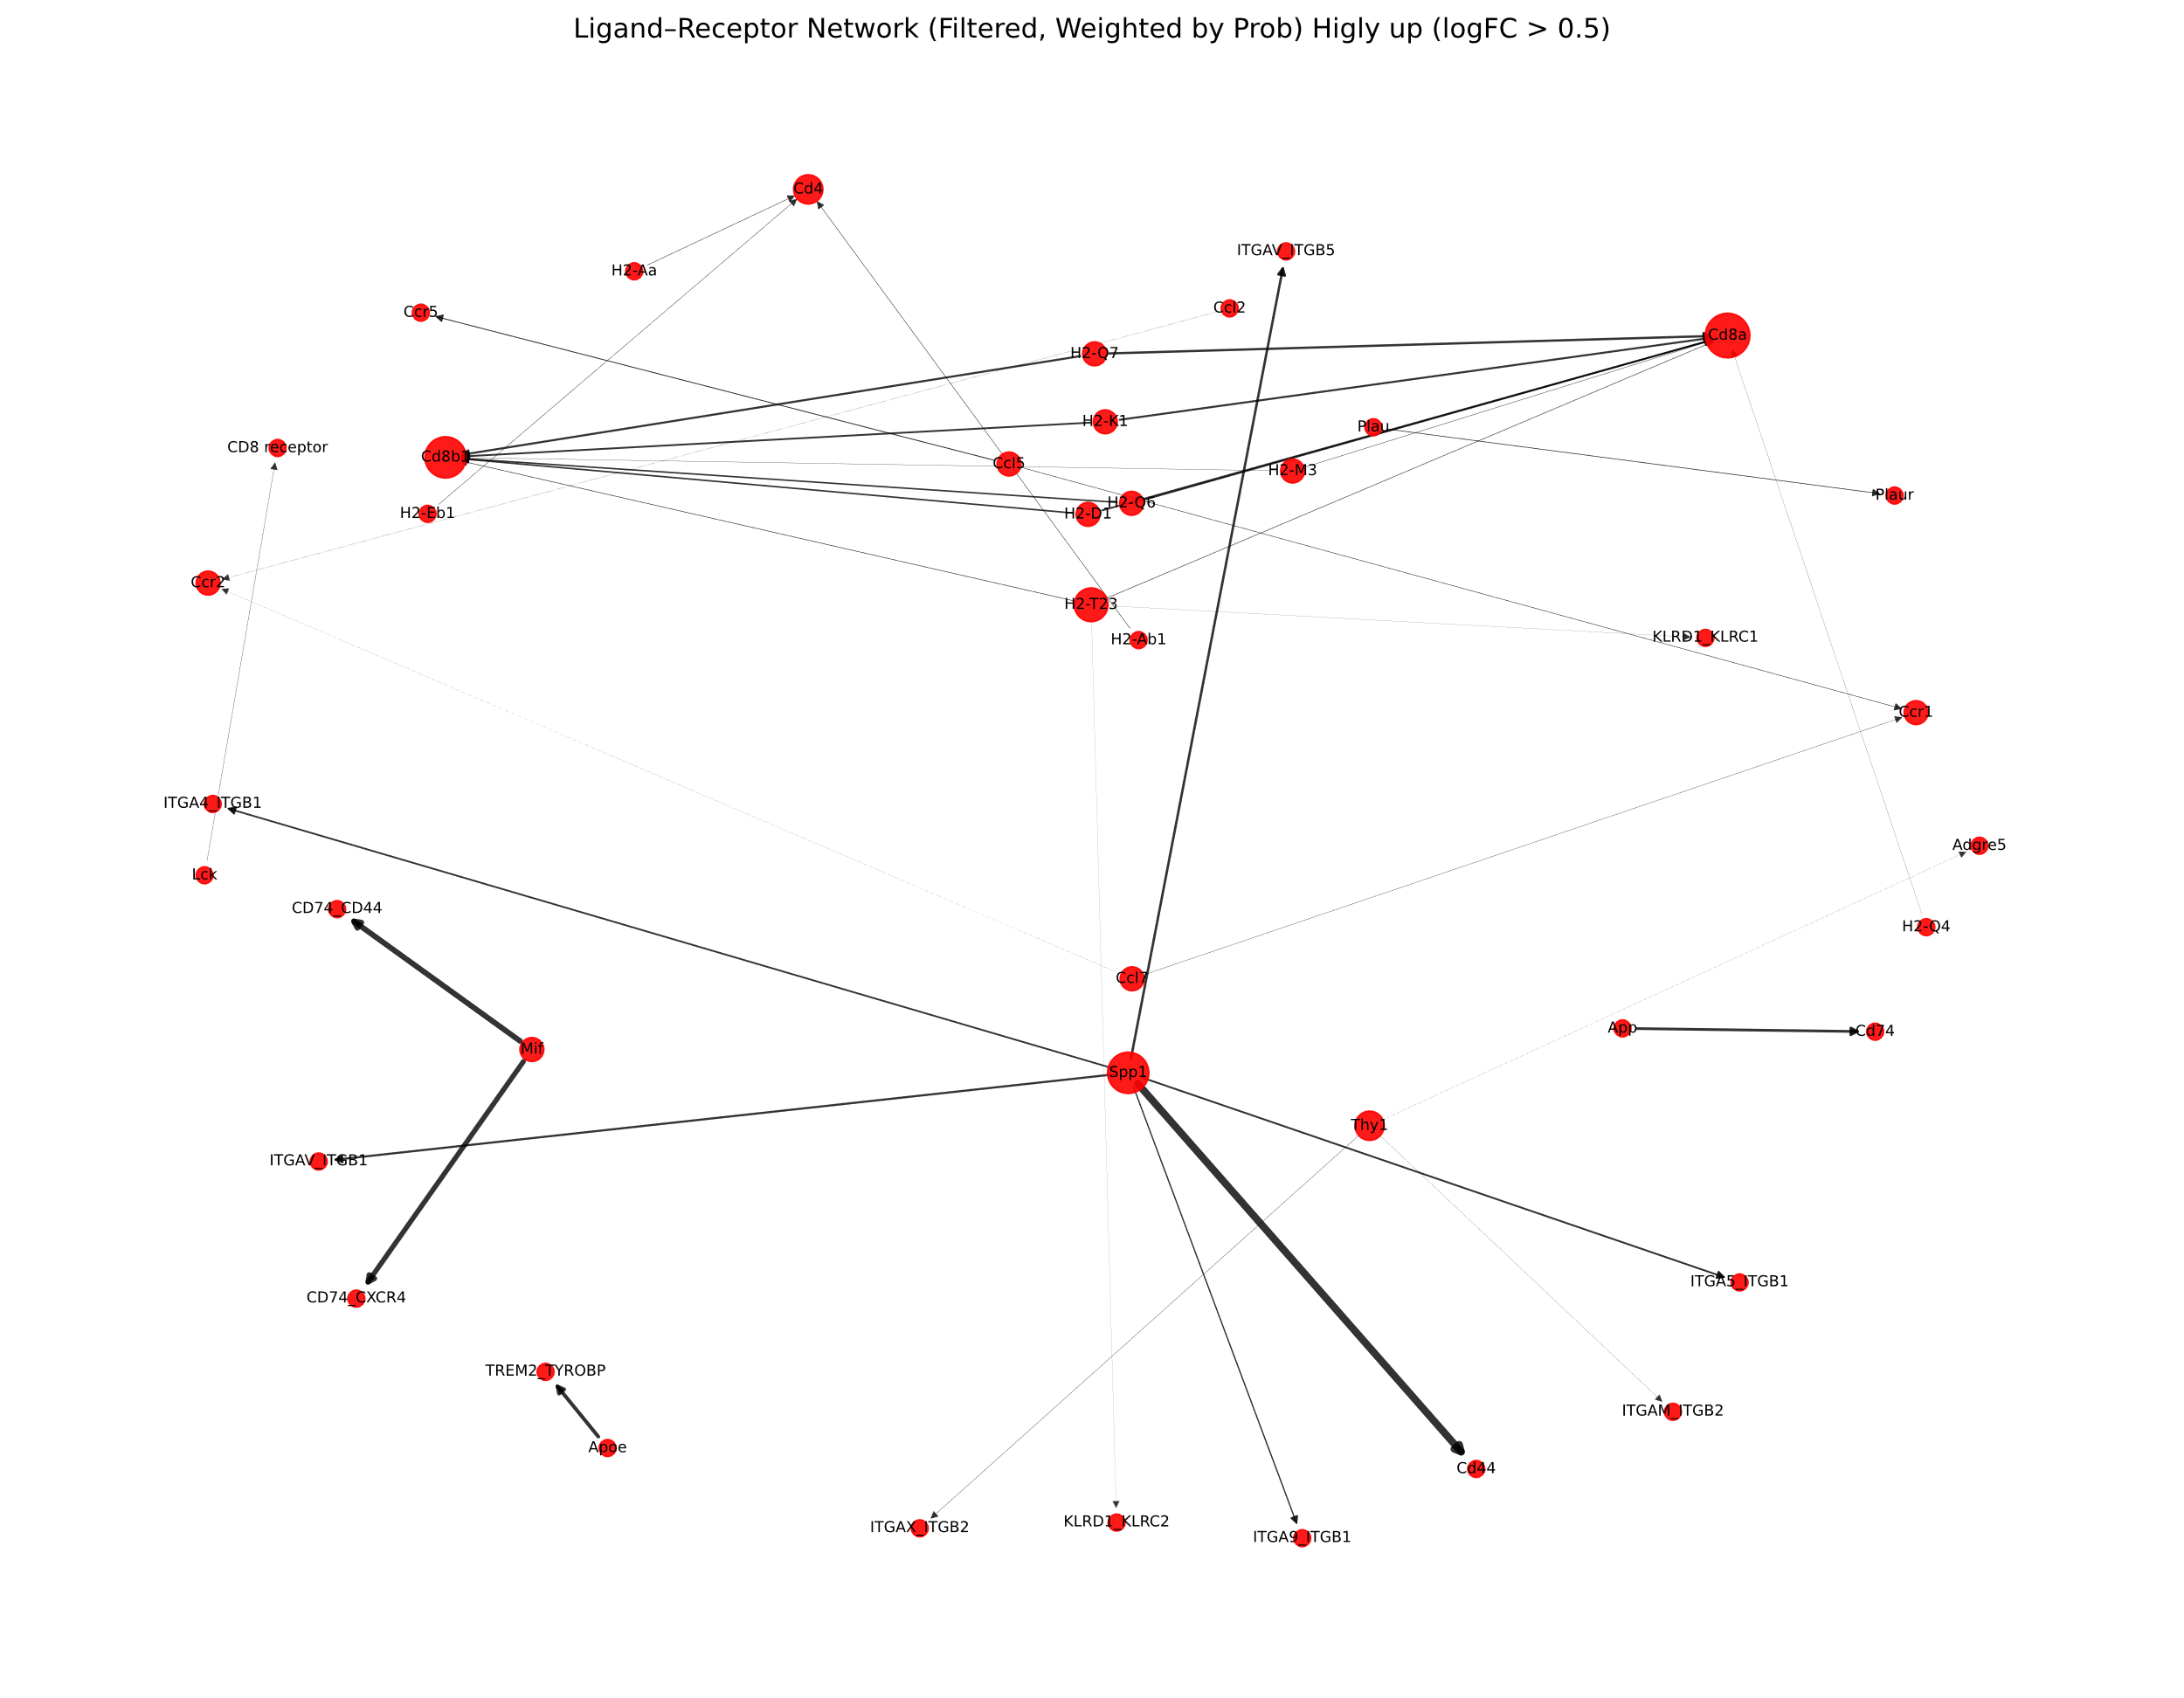 Ligand–Receptor Network (Filtered, Weighted by Prob) Higly up (logFC > 0.5)
Cd4
ITGAV_ITGB5
H2-Aa
Ccl2
Ccr5
Cd8a
H2-Q7
H2-K1
Plau
CD8 receptor
Cd8b1
Ccl5
H2-M3
Plaur
H2-Q6
H2-Eb1
H2-D1
Ccr2
H2-T23
KLRD1_KLRC1
H2-Ab1
Ccr1
ITGA4_ITGB1
Adgre5
Lck
CD74_CD44
H2-Q4
Ccl7
App
Cd74
Mif
Spp1
Thy1
ITGAV_ITGB1
ITGA5_ITGB1
CD74_CXCR4
TREM2_TYROBP
ITGAM_ITGB2
Apoe
Cd44
KLRD1_KLRC2
ITGAX_ITGB2
ITGA9_ITGB1